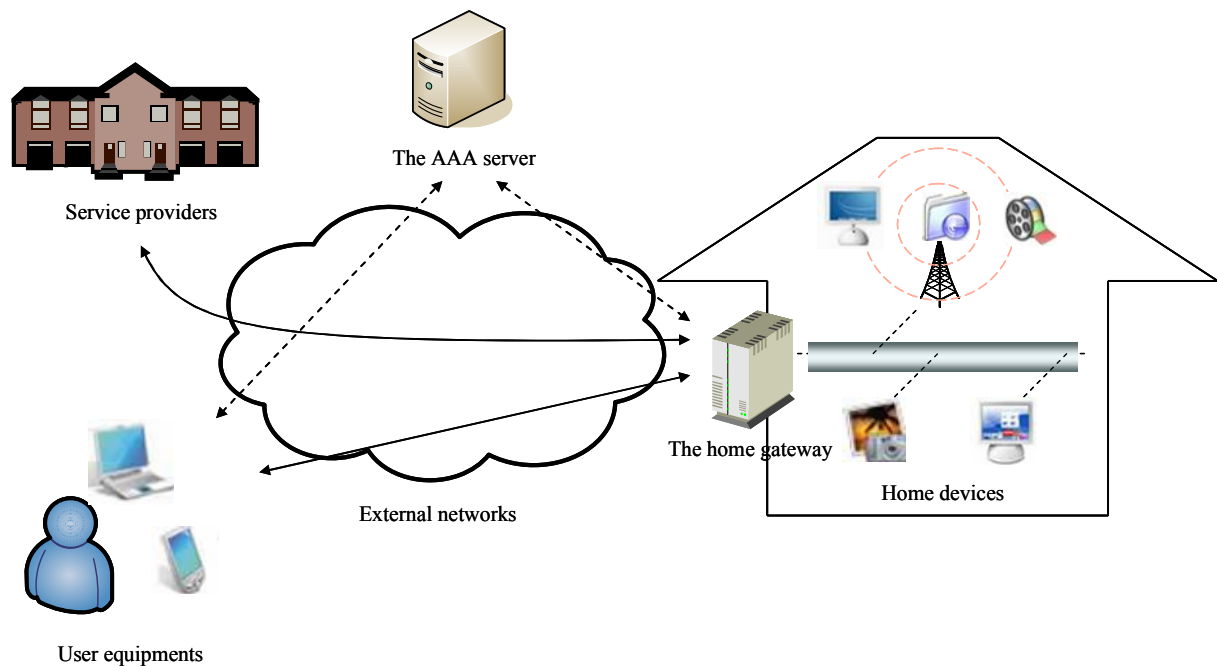 The AAA server
Service providers
The home gateway
Home devices
External networks
User equipments